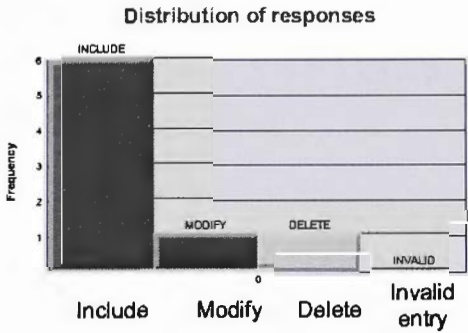 Distribution of responses
INCLUDE
6
5
4
3
2
1
Frequency
MODIFY
DELETE
INVALID
0
Include
Modify
Delete
Invalid
entry